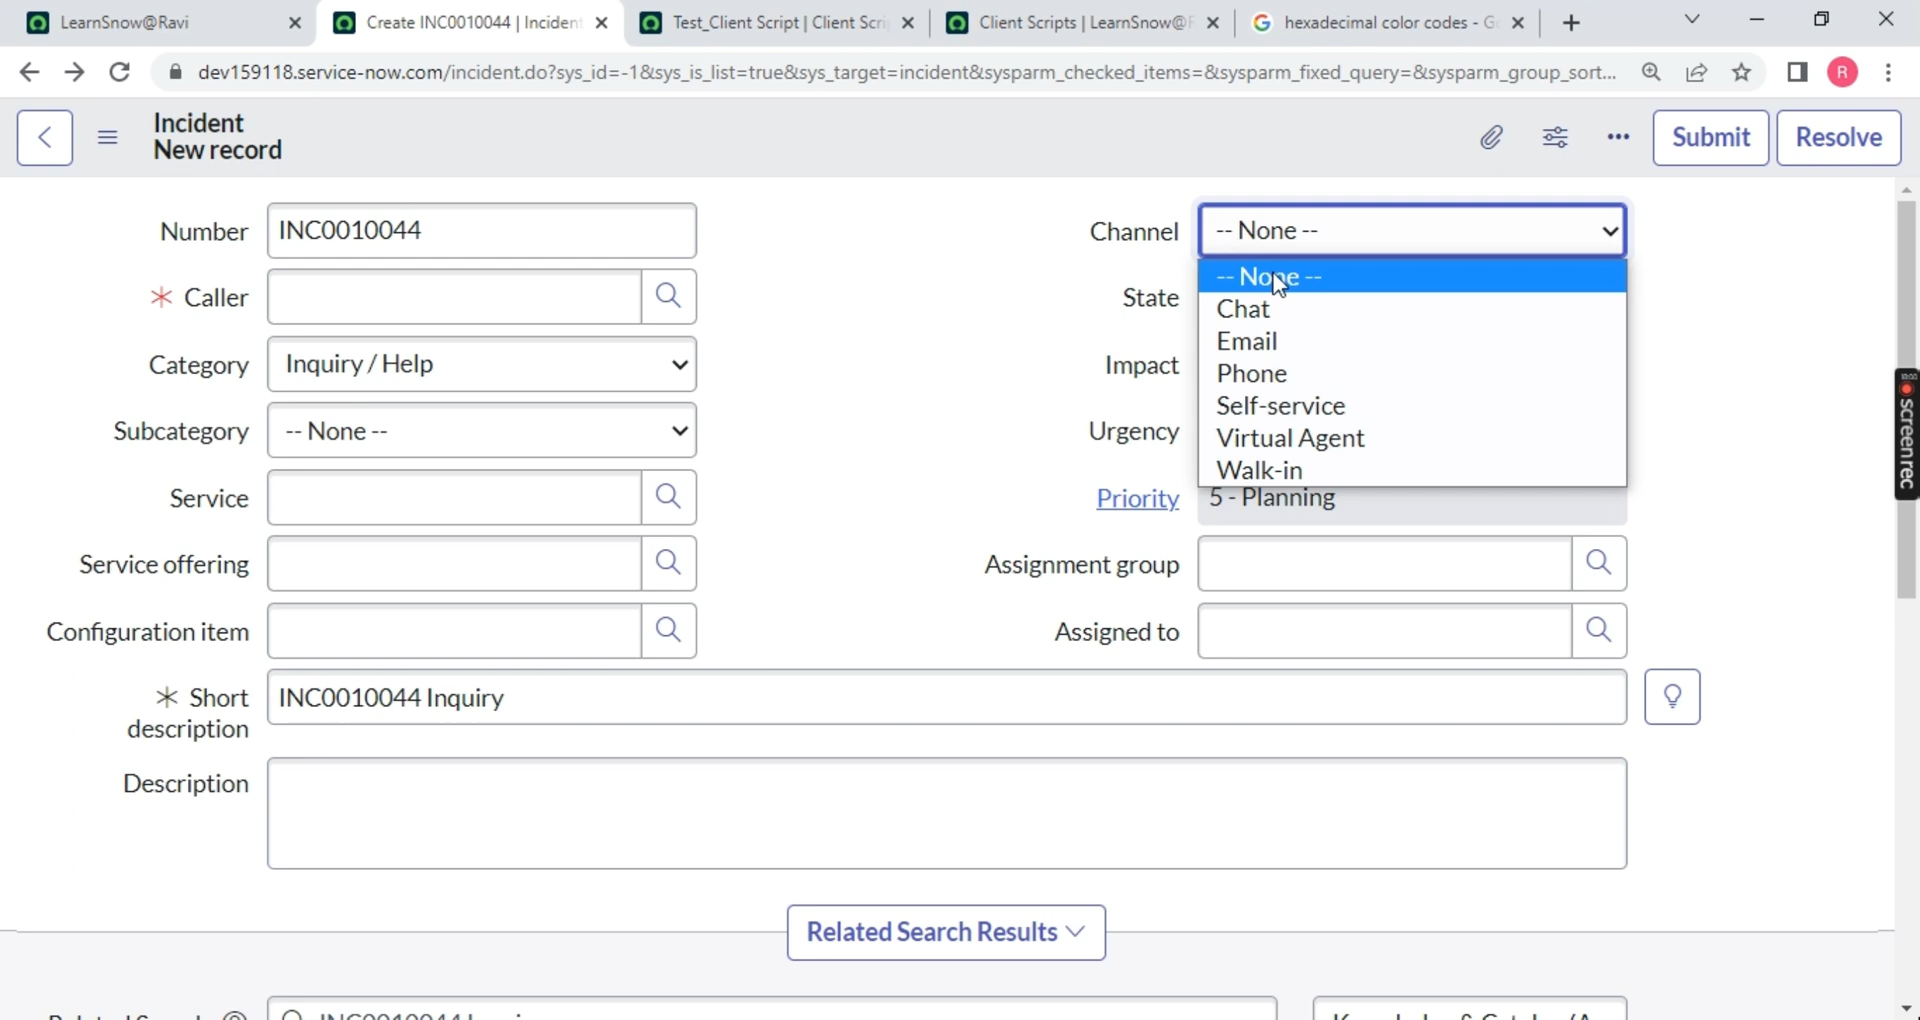 LearnSnow@Ravi
Create INC0010044 | Incident
Test_Client Script | Client Scri
Client Scripts | LearnSnow@R
hexadecimal color codes - Go
dev159118.service-now.com/incident.do?sys_id=-1&sys_is_list=true&sys_target=incident&sysparm_checked_items=&sysparm_fixed_query=&sysparm_group_sort...
R
Incident
New record
Submit
Resolve
Number
INC0010044
Channel
-- None --
-- None --
Caller
State
Chat
Email
Category
Inquiry / Help
Impact
Phone
Self-service
Subcategory
-- None --
Urgency
Virtual Agent
Walk-in
Service
Priority
5 - Planning
Service offering
Assignment group
Configuration item
Assigned to
Short
description
INC0010044 Inquiry
Description
Related Search Results
screenrec